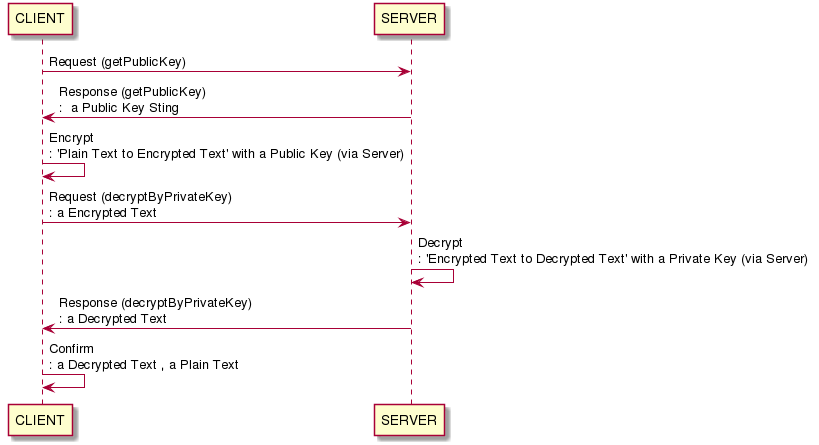 CLIENT
SERVER
Request (getPublicKey)
Response (getPublicKey)
: a Public Key Sting
Encrypt
: 'Plain Text to Encrypted Text' with a Public Key (via Server)
Request (decryptByPrivateKey)
: a Encrypted Text
Decrypt
: 'Encrypted Text to Decrypted Text' with a Private Key (via Server)
Response (decryptByPrivateKey)
: a Decrypted Text
Confirm
: a Decrypted Text , a Plain Text
CLIENT
SERVER